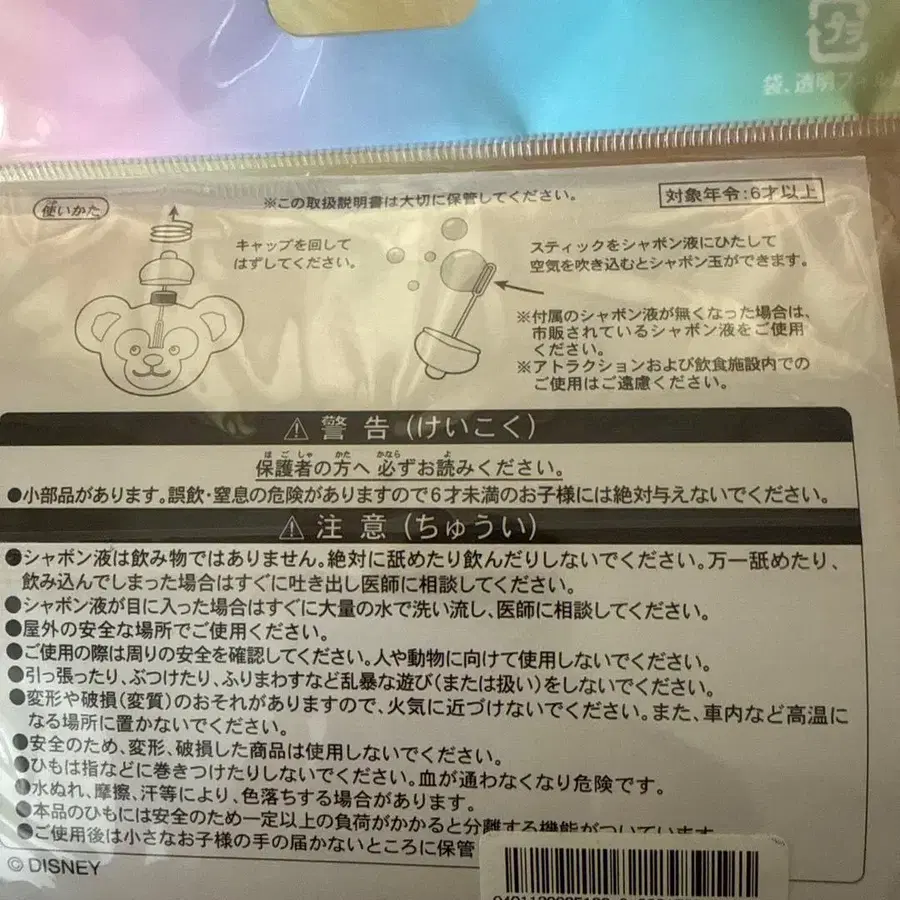 プラ
袋、透明フィルム
使いかた
※この取扱説明書は大切に保管してください。
対象年令:6才以上
キャップを回して
はずしてください。
スティックをシャボン液にひたして
空気を吹き込むとシャボン玉ができます。
※付属のシャボン液が無くなった場合は、
市販されているシャボン液をご使用
ください。
※アトラクションおよび飲食施設内での
ご使用はご遠慮ください。
⚠ 警告(けいこく)
保護者の方へ 必ずお読みください。
●小部品があります。誤飲・窒息の危険がありますので6才未満のお子様には絶対与えないでください。
⚠ 注意(ちゅうい)
●シャボン液は飲み物ではありません。絶対に舐めたり飲んだりしないでください。万一舐めたり、
飲み込んでしまった場合はすぐに吐き出し医師に相談してください。
●シャボン液が目に入った場合はすぐに大量の水で洗い流し、医師に相談してください。
●屋外の安全な場所でご使用ください。
●ご使用の際は周りの安全を確認してください。人や動物に向けて使用しないでください。
●引っ張ったり、ぶつけたり、ふりまわすなど乱暴な遊び(または扱い)をしないでください。
●変形や破損(変質)のおそれがありますので、火気に近づけないでください。また、車内など高温に
なる場所に置かないでください。
●安全のため、変形、破損した商品は使用しないでください。
●ひもは指などに巻きつけたりしないでください。血が通わなくなり危険です。
●水ぬれ、摩擦、汗等により、色落ちする場合があります。
●本品のひもには安全のため一定以上の負荷がかかると分離する機能がついています
●ご使用後は小さなお子様の手の届かないところに保管
© DISNEY